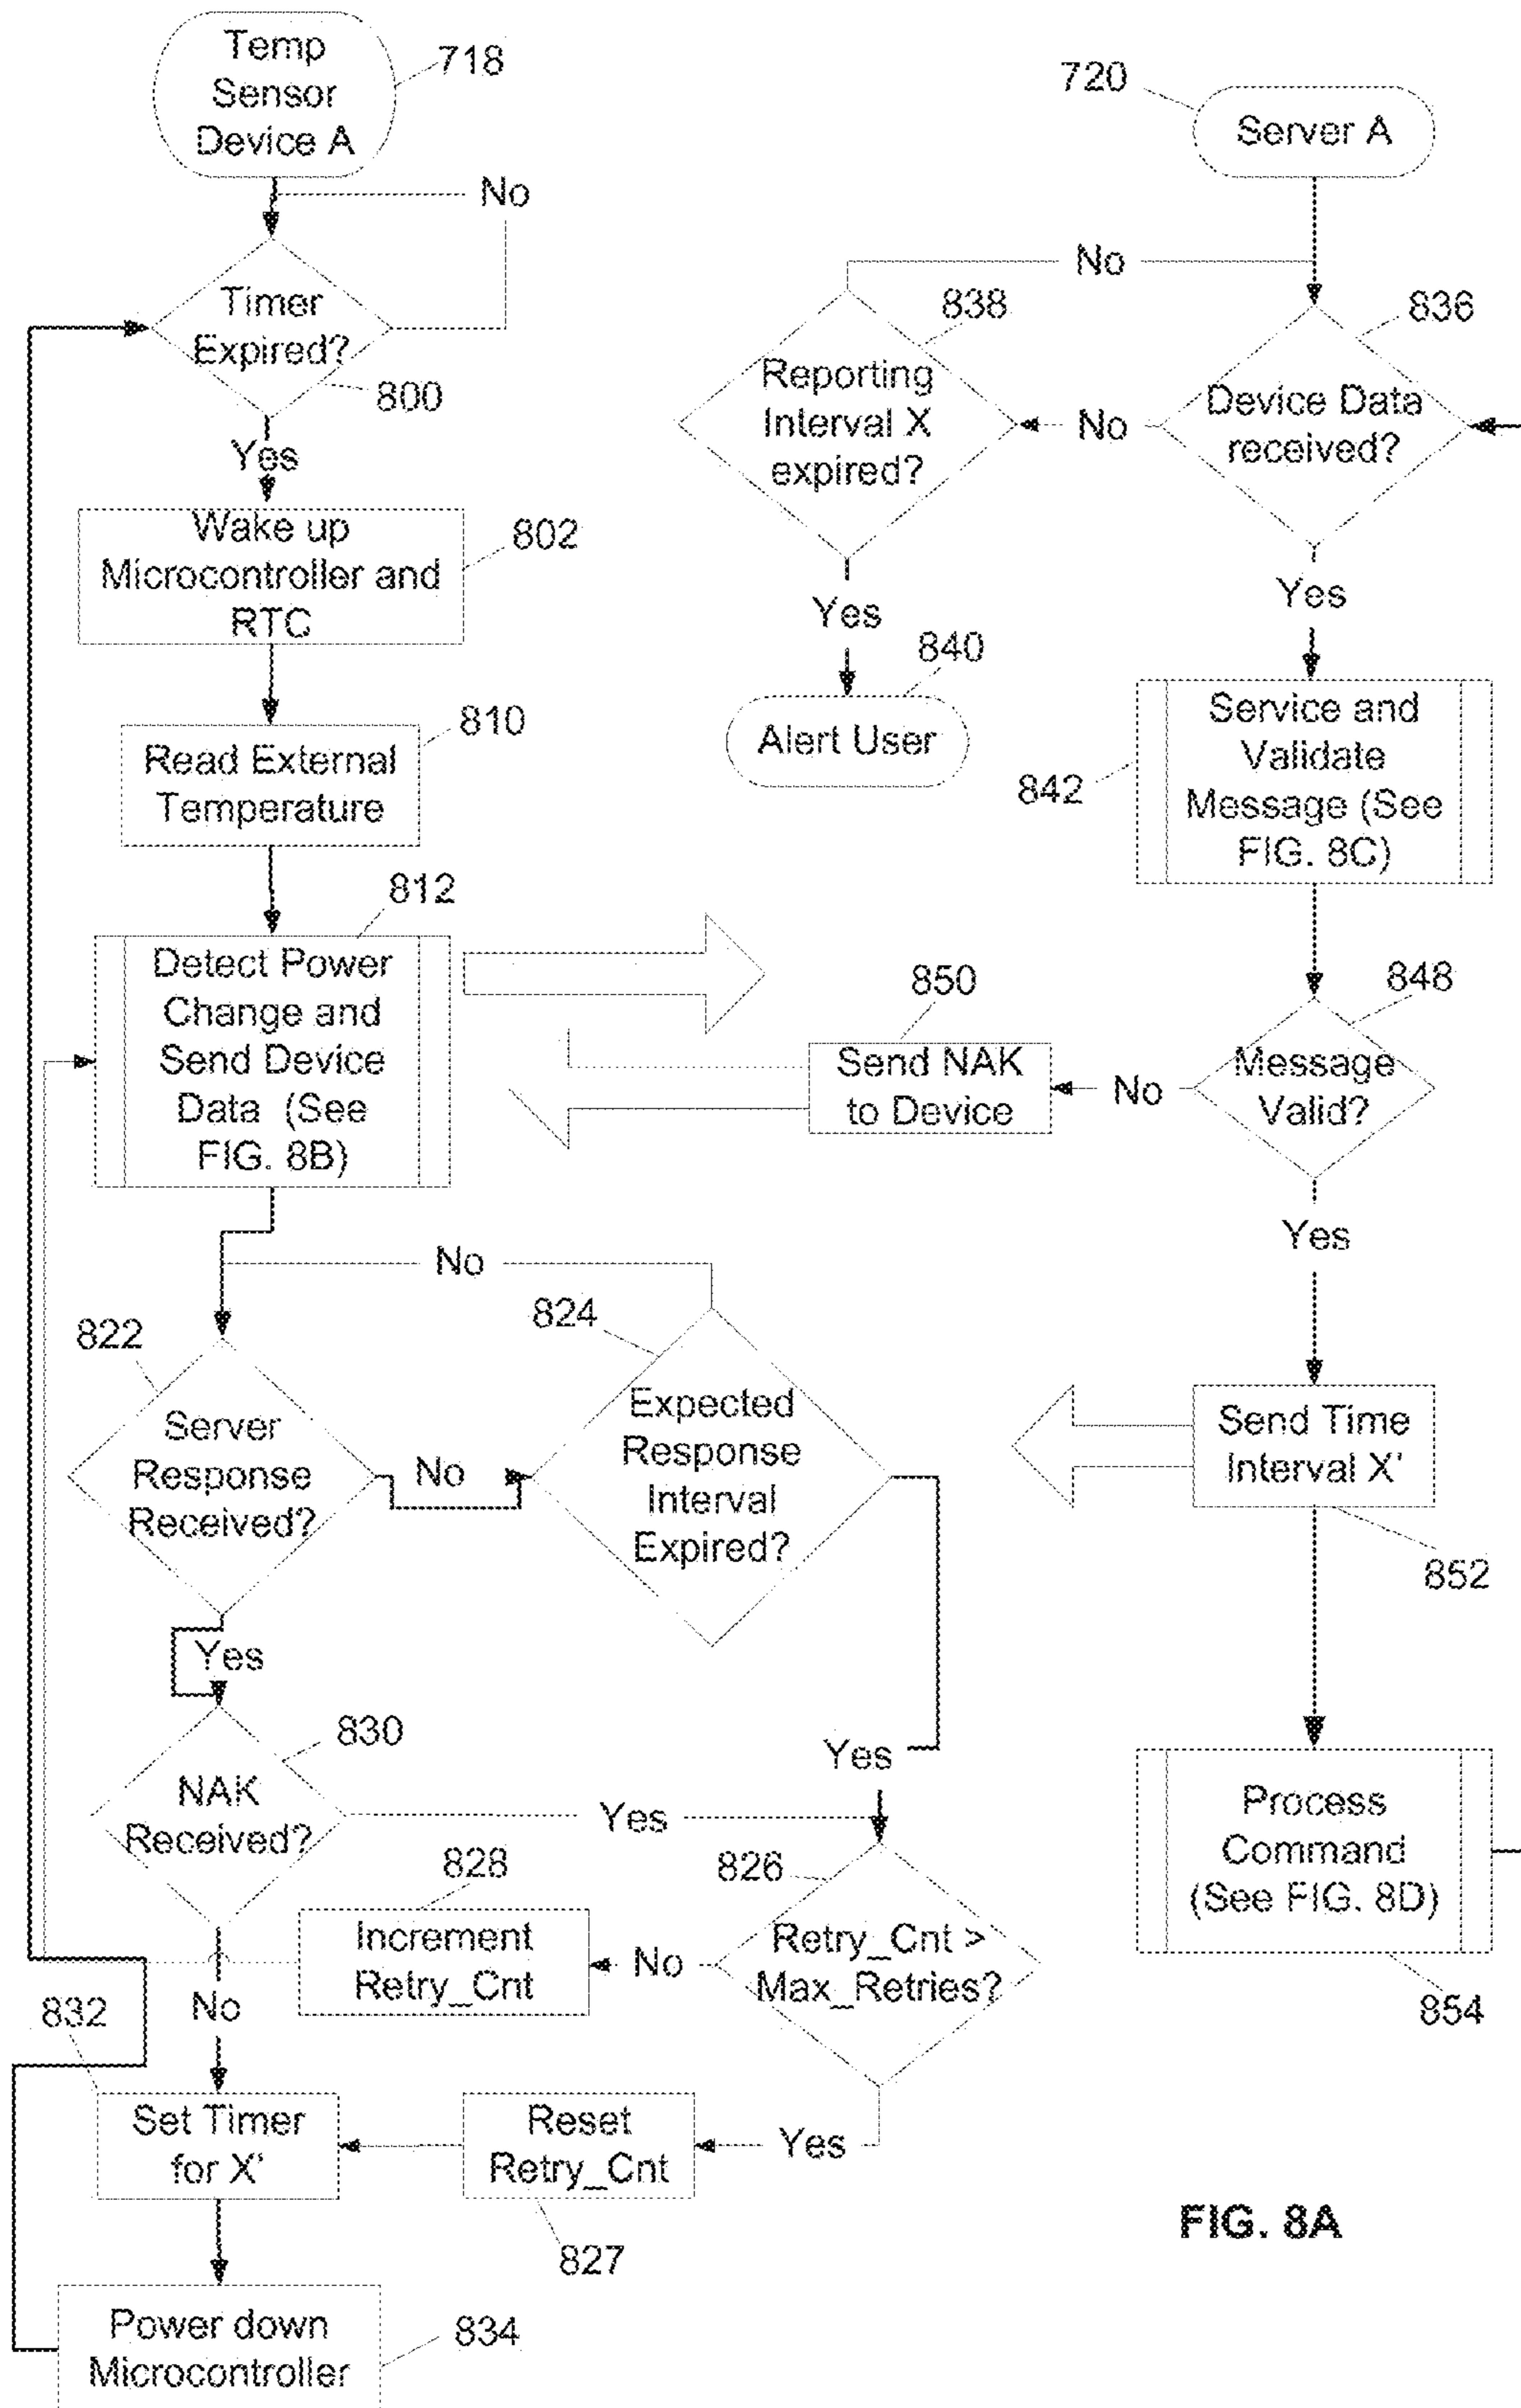 Temp
Sensor
Device A
718
No
Timer
Expired?
800
Yes
Wake up
Microcontroller and
RTC
802
Read External
Temperature
810
812
Detect Power
Change and
Send Device
Data (See
FIG. 8B)
No
822
824
Server
Response
Received?
No
Expected
Response
Interval
Expired?
Yes
Yes
830
NAK
Received?
Yes
828
826
Increment
Retry_Cnt
No
Retry_Cnt >
Max_Retries?
No
832
Set Timer
for X'
Reset
Retry_Cnt
Yes
827
Power down
Microcontroller
834
720
Server A
No
838
836
Reporting
Interval X
expired?
No
Device Data
received?
Yes
Yes
840
Alert User
842
Service and
Validate
Message (See
FIG. 8C)
850
848
Send NAK
to Device
No
Message
Valid?
Yes
Send Time
Interval X'
852
Process
Command
(See FIG. 8D)
854
FIG. 8A